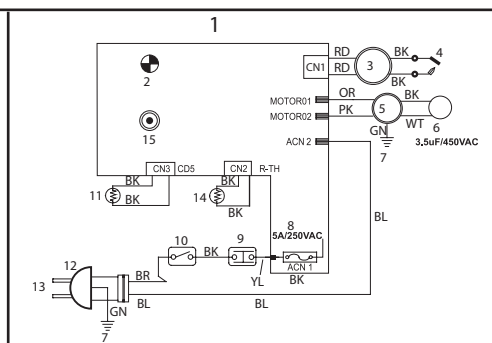 1
RD
BK
4
CN1
RD
3
BK
2
MOTOR01
OR
BK
15
MOTOR02
PK
5
6
GN
WT
ACN 2
7
3.5uF/450VAC
CN3
CD5
CN2
R-TH
BK
BK
11
BK
14
BK
BL
8
5A/250VAC
10
9
BK
12
BR
YL
ACN 1
BK
13
BL
BL
GN
7